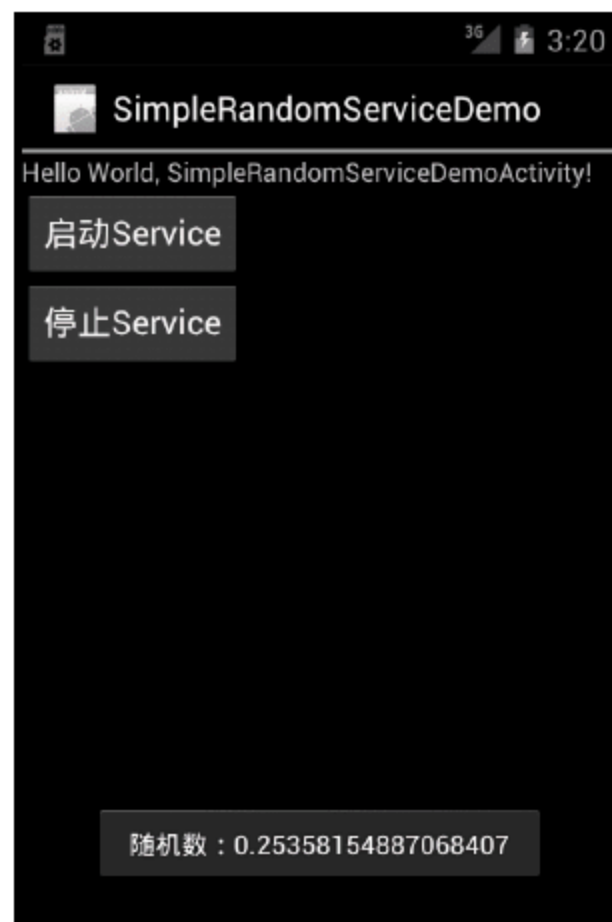 3G 3:20
SimpleRandomServiceDemo
Hello World, SimpleRandomServiceDemoActivity!
启动Service
停止Service
随机数：0.25358154887068407